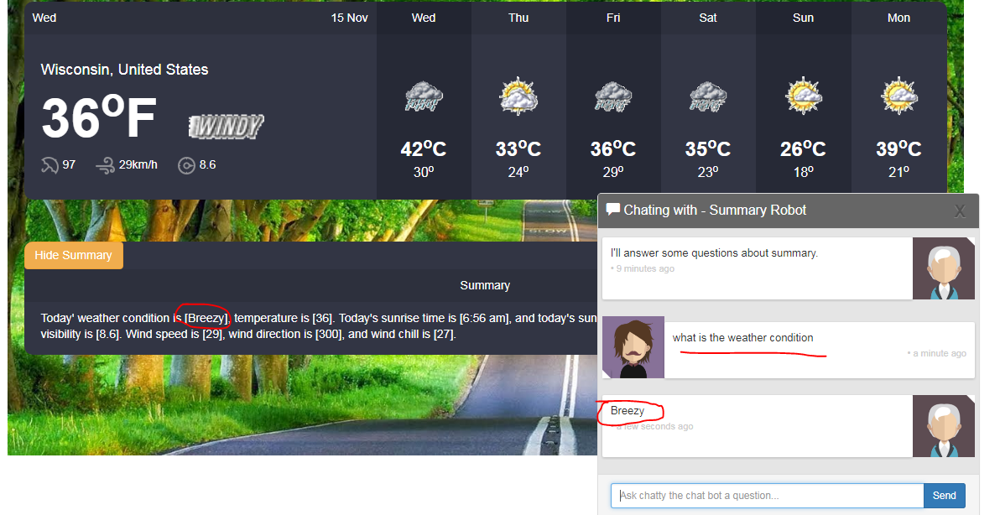 Wed 15 Nov
Wisconsin, United States
36ºF WINDY
97 29km/h 8.6
Wed Thu Fri Sat Sun Mon
42ºC 33ºC 36ºC 35ºC 26ºC 39ºC
30º 24º 29º 23º 18º 21º
SLOW
Hide Summary
Summary
Today' weather condition is [Breezy], temperature is [36]. Today's sunrise time is [6:56 am], and today's sun
visibility is [8.6]. Wind speed is [29], wind direction is [300], and wind chill is [27].
Chating with - Summary Robot X
I'll answer some questions about summary.
• 9 minutes ago
what is the weather condition
• a minute ago
Breezy
a few seconds ago
Ask chatty the chat bot a question... Send